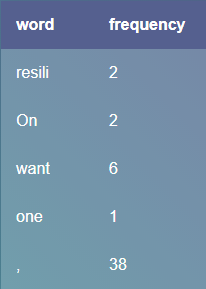 word frequency
resili 2
On 2
want 6
one 1
, 38